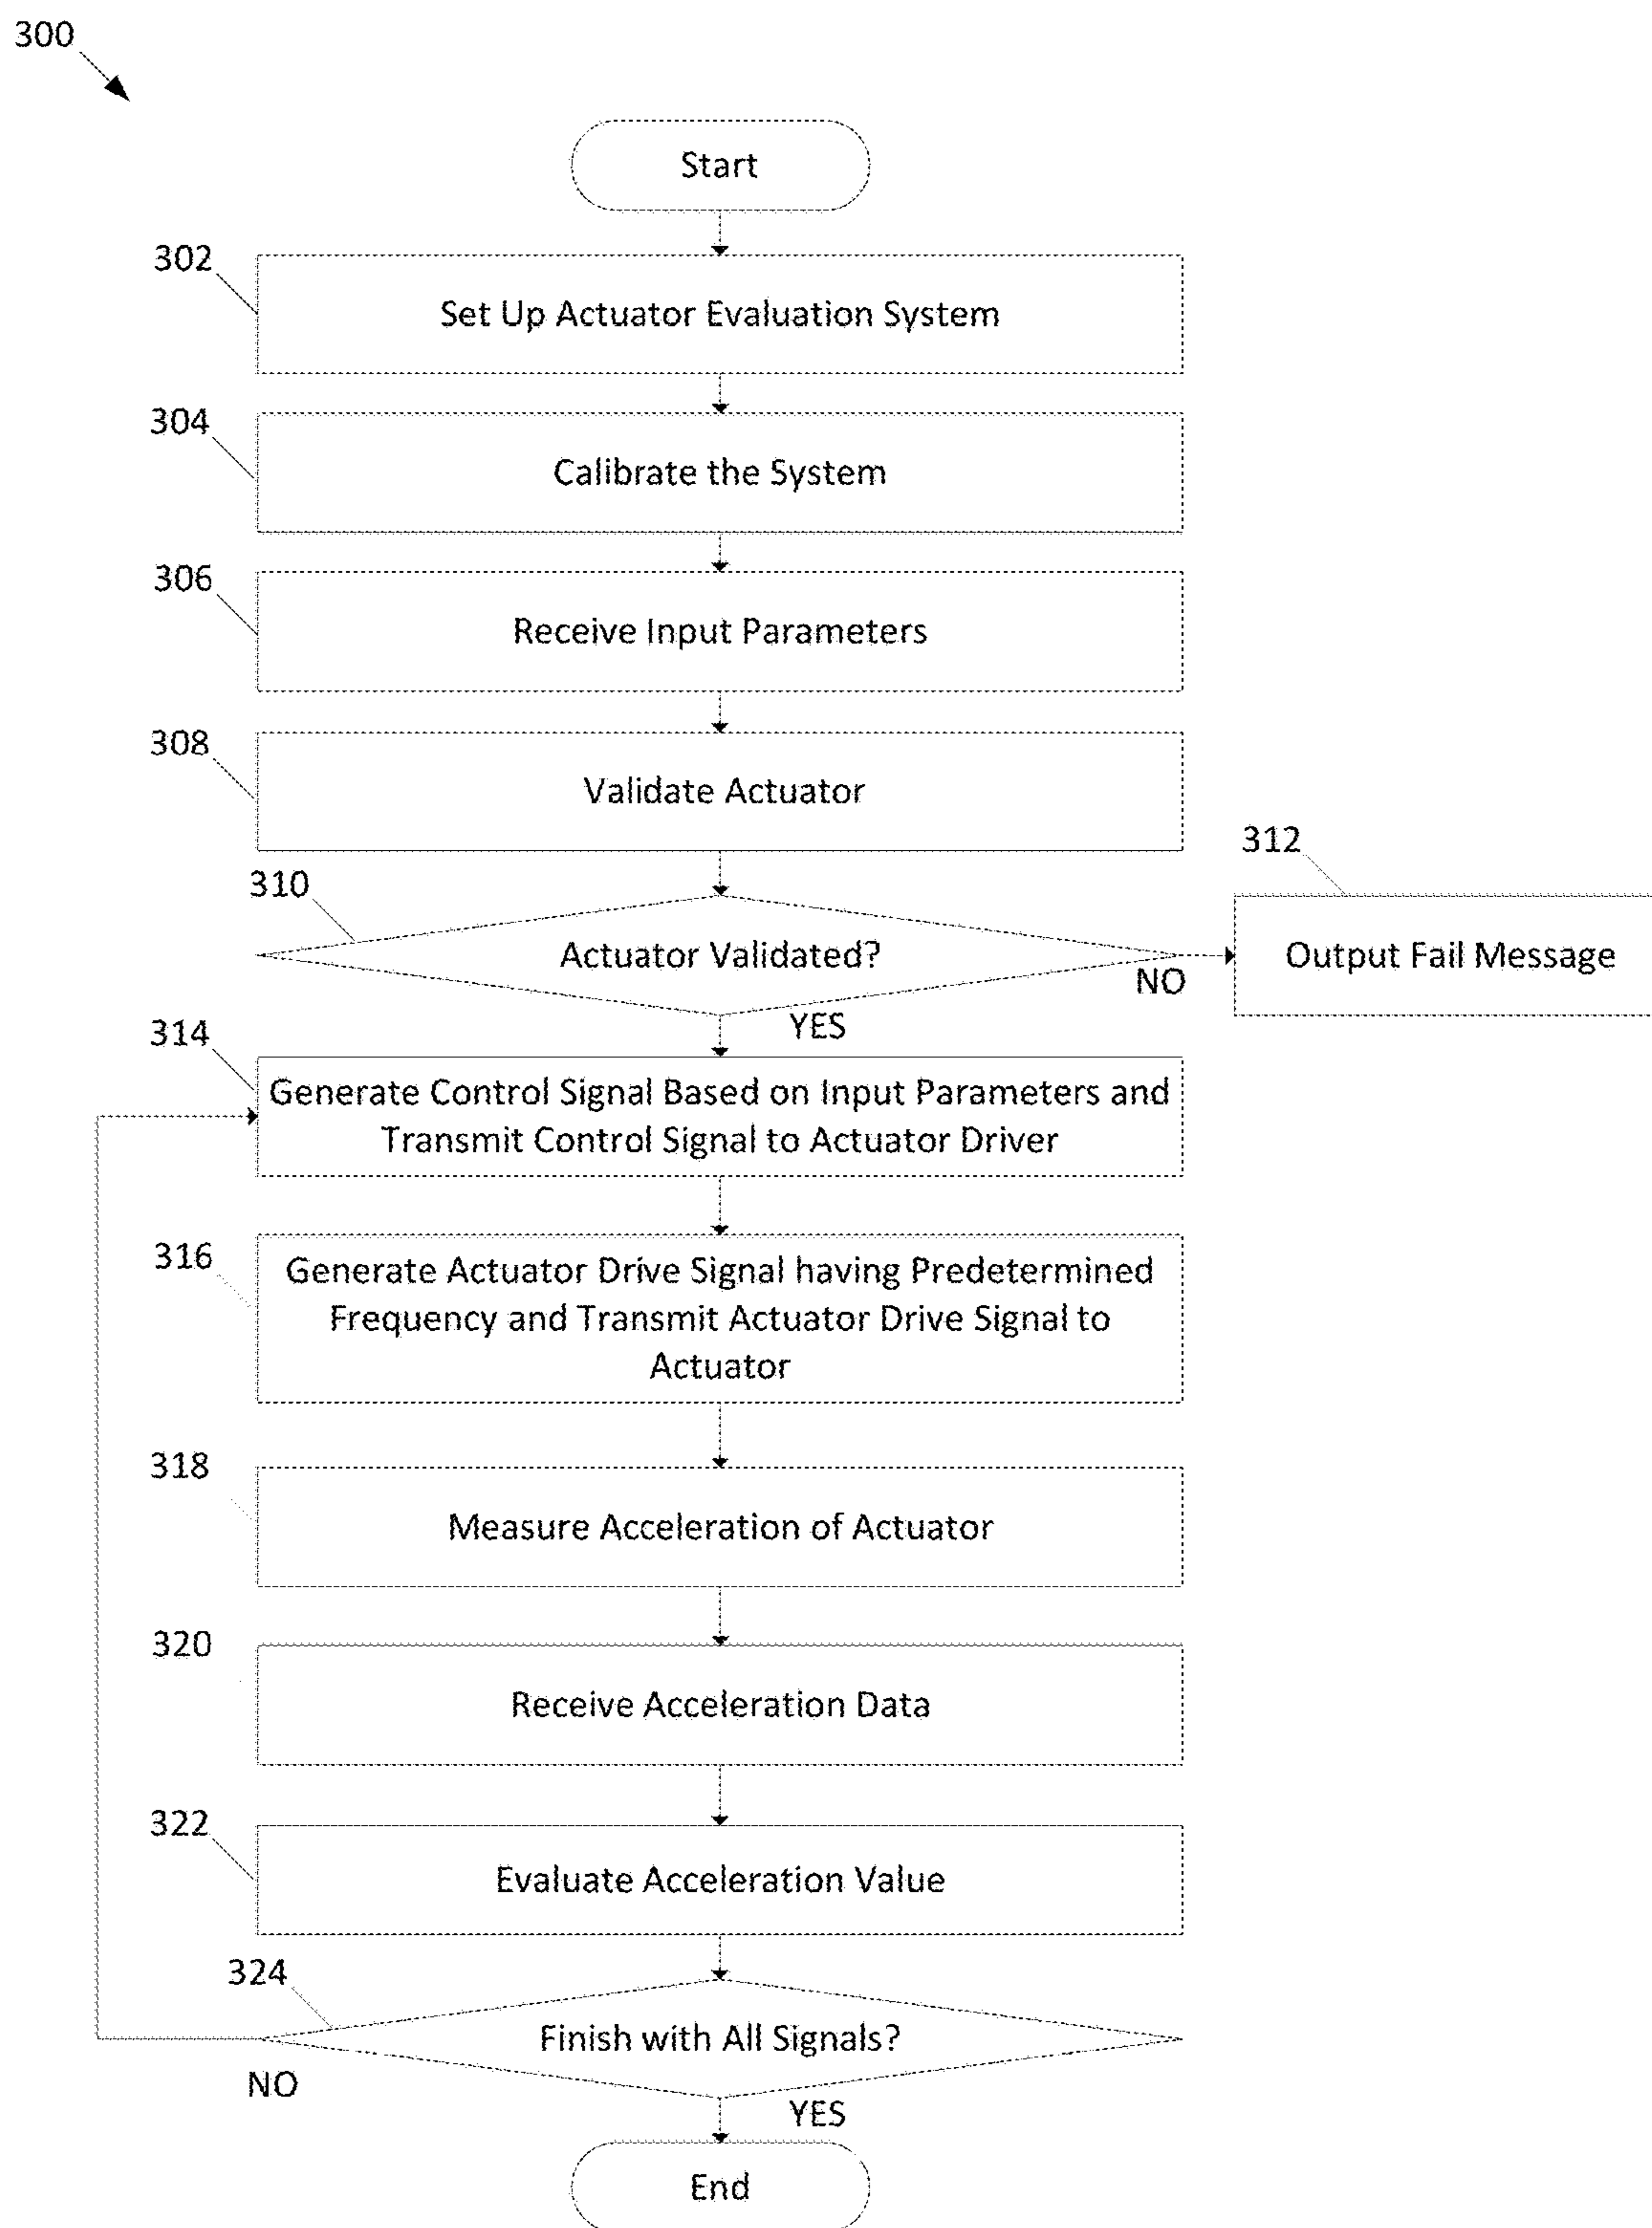 300
Start
302
Set Up Actuator Evaluation System
304
Calibrate the System
306
Receive Input Parameters
308
Validate Actuator
312
310
Actuator Validated?
Output Fail Message
NO
YES
314
Generate Control Signal Based on Input Parameters and
Transmit Control Signal to Actuator Driver
316
Generate Actuator Drive Signal having Predetermined
Frequency and Transmit Actuator Drive Signal to
Actuator
318
Measure Acceleration of Actuator
320
Receive Acceleration Data
322
Evaluate Acceleration Value
324
Finish with All Signals?
NO
YES
End